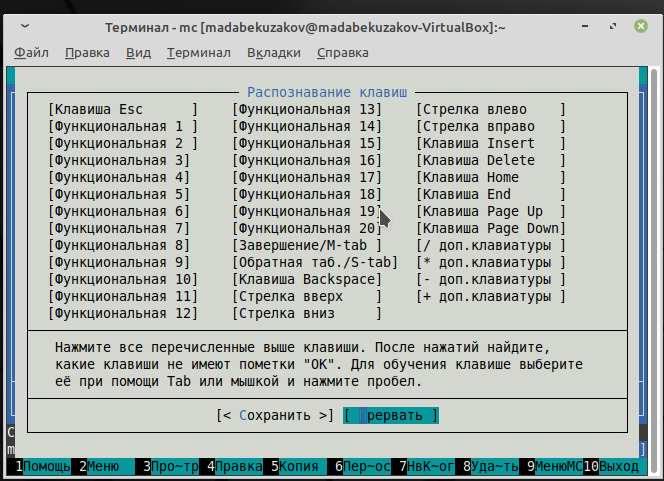 Терминал - mc [madabekuzakov@madabekuzakov-VirtualBox]:~
Файл Правка Вид Терминал Вкладки Справка
Распознавание клавиш
[Клавиша Esc ] [Функциональная 13] [Стрелка влево ]
[Функциональная 1 ] [Функциональная 14] [Стрелка вправо ]
[Функциональная 2 ] [Функциональная 15] [Клавиша Insert ]
[Функциональная 3] [Функциональная 16] [Клавиша Delete ]
[Функциональная 4] [Функциональная 17] [Клавиша Home ]
[Функциональная 5] [Функциональная 18] [Клавиша End ]
[Функциональная 6] [Функциональная 19] [Клавиша Page Up ]
[Функциональная 7] [Функциональная 20] [Клавиша Page Down]
[Функциональная 8] [Завершение/M-tab ] [/ доп.клавиатуры ]
[Функциональная 9] [Обратная таб./S-tab] [* доп.клавиатуры ]
[Функциональная 10] [Клавиша Backspace] [- доп.клавиатуры ]
[Функциональная 11] [Стрелка вверх ] [+ доп.клавиатуры ]
[Функциональная 12] [Стрелка вниз ]
Нажмите все перечисленные выше клавиши. После нажатий найдите,
какие клавиши не имеют пометки "OK". Для обучения клавише выберите
её при помощи Tab или мышкой и нажмите пробел.
[< Сохранить >] [ Прервать ]
С
m ]
1Помощь 2Меню 3Про~тр 4Правка 5Копия 6Пер~ос 7НвК~ог 8Уда~ть 9МенюMC 10Выход